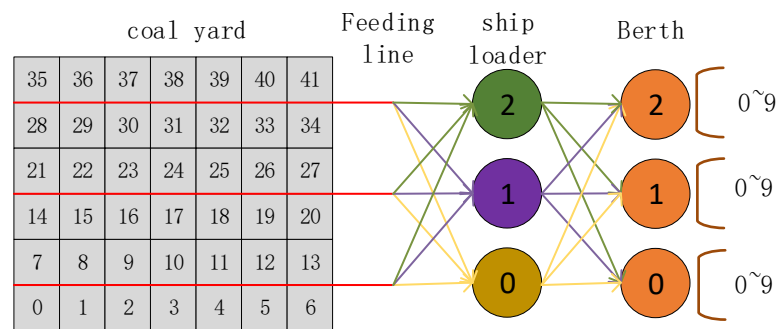 coal yard
Feeding line
ship loader
Berth
35 36 37 38 39 40 41
28 29 30 31 32 33 34
21 22 23 24 25 26 27
14 15 16 17 18 19 20
7 8 9 10 11 12 13
0 1 2 3 4 5 6
2
1
0
2
1
0
0~9
0~9
0~9